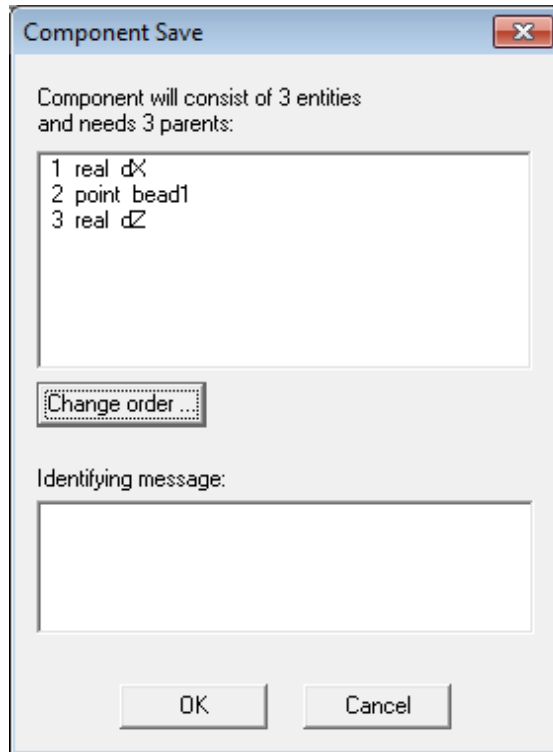 Component Save
Component will consist of 3 entities
and needs 3 parents:
1 real dX
2 point bead1
3 real dZ
Change order ...
Identifying message:
OK
Cancel